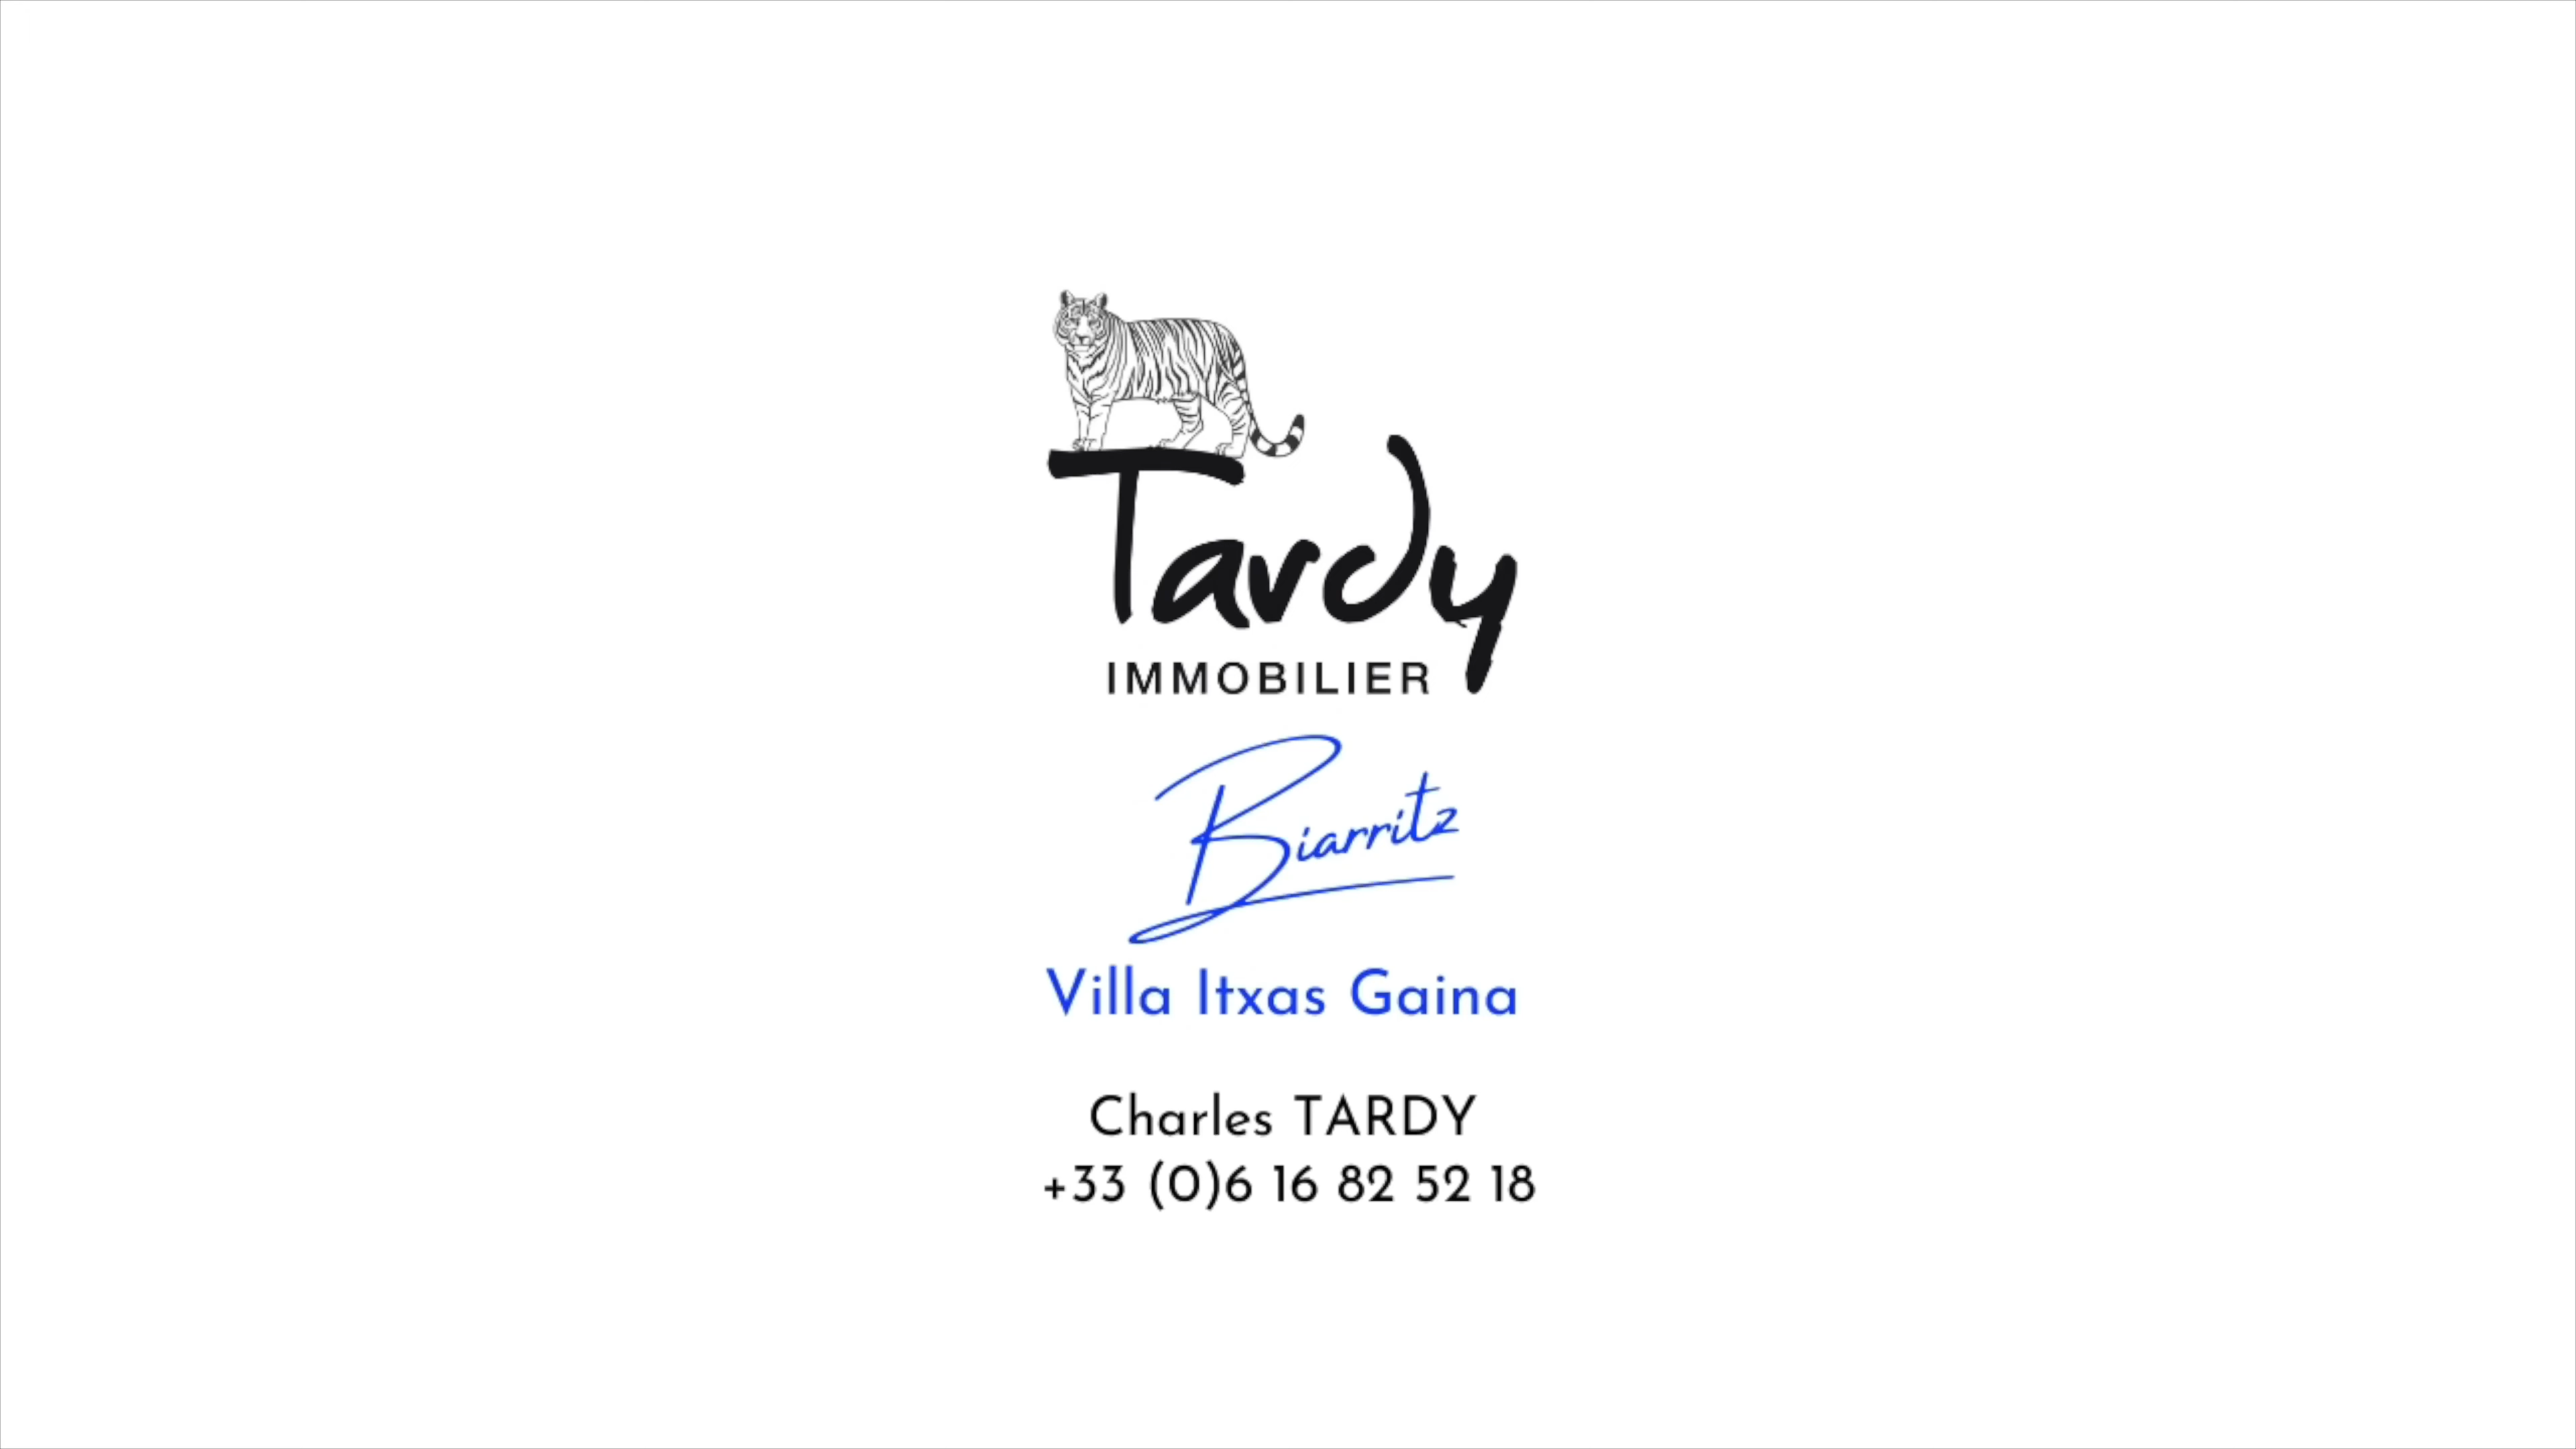 Tardy
IMMOBILIER
Biarritz
Villa Itxas Gaina
Charles TARDY
+33 (0)6 16 82 52 18